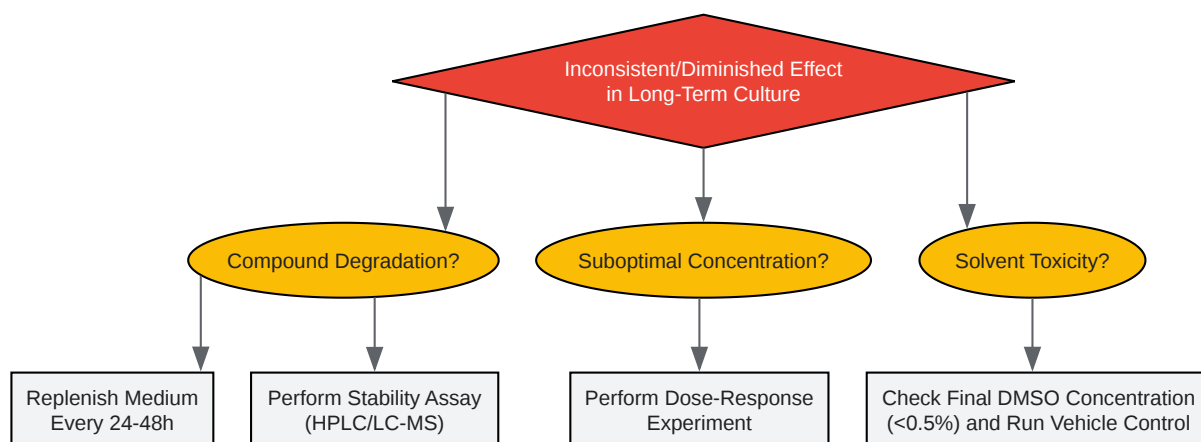 Inconsistent/Diminished Effect
in Long-Term Culture
Compound Degradation?
Suboptimal Concentration?
Solvent Toxicity?
Replenish Medium
Every 24-48h
Perform Stability Assay
(HPLC/LC-MS)
Perform Dose-Response
Experiment
Check Final DMSO Concentration
(<0.5%) and Run Vehicle Control